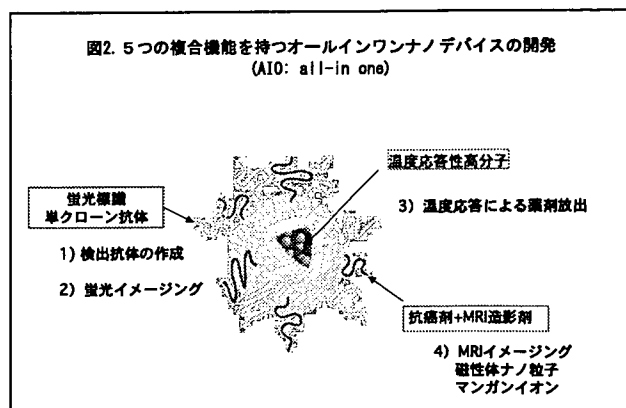 図2. 5つの複合機能を持つオールインワンナノデバイスの開発
(AIO: all-in one)
温度応答性高分子
蛍光標識
単クローン抗体
3) 温度応答による薬剤放出
1) 検出抗体の作成
2) 蛍光イメージング
抗癌剤+MRI造影剤
4) MRIイメージング
磁性体ナノ粒子
マンガンイオン